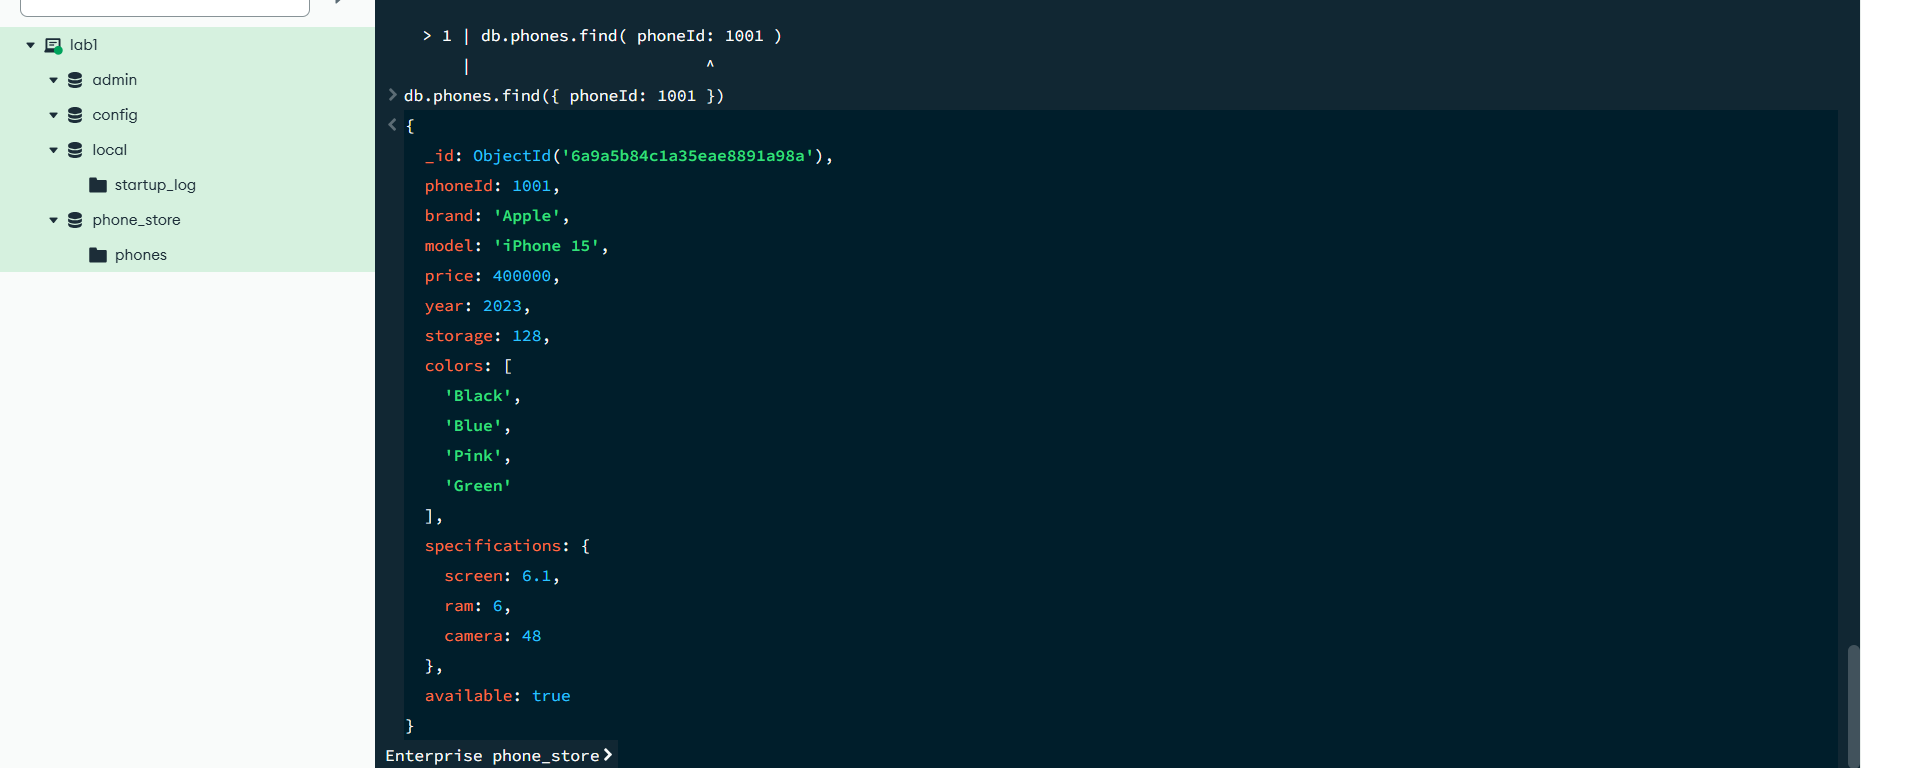 lab1
admin
config
local
startup_log
phone_store
phones
> 1 | db.phones.find( phoneId: 1001 )
| ^
db.phones.find({ phoneId: 1001 })
{
_id: ObjectId('6a9a5b84c1a35eae8891a98a'),
phoneId: 1001,
brand: 'Apple',
model: 'iPhone 15',
price: 400000,
year: 2023,
storage: 128,
colors: [
'Black',
'Blue',
'Pink',
'Green'
],
specifications: {
screen: 6.1,
ram: 6,
camera: 48
},
available: true
}
Enterprise phone_store>